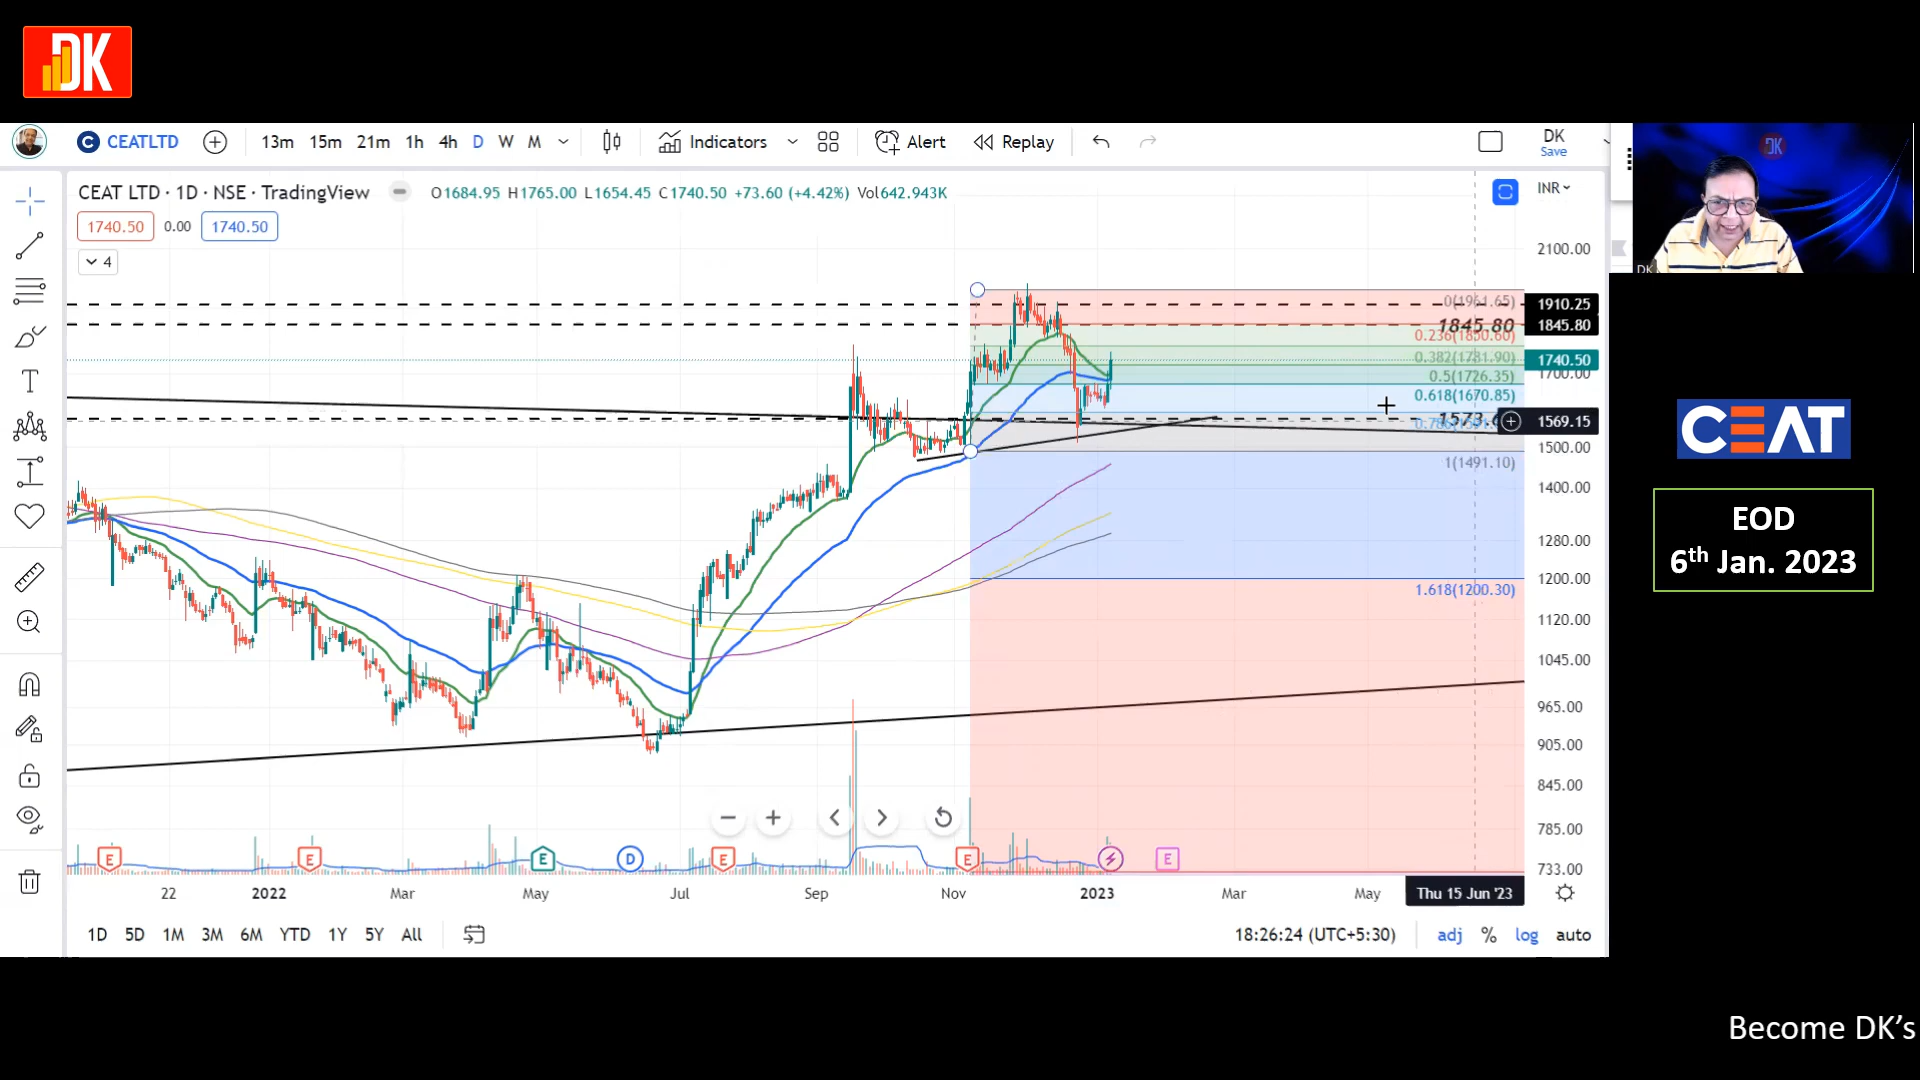 DK
CEATLTD 13m 15m 21m 1h 4h D W M Indicators Alert Replay DK
Save
CEAT LTD · 1D · NSE · TradingView O1684.95 H1765.00 L1654.45 C1740.50 +73.60 (+4.42%) Vol642.943K INR
1740.50 0.00 1740.50
4
DK
2100.00
0(1961.65) 1910.25
1845.80 1845.80
0.236(1850.60)
0.382(1781.90) 1740.50
0.5(1726.35) 1700.00
0.618(1670.85)
1569.15
1500.00
1(1491.10)
1400.00
1280.00
1200.00
1.618(1200.30)
1120.00
1045.00
965.00
905.00
845.00
785.00
733.00
E E E D E E E
22 2022 Mar May Jul Sep Nov 2023 Mar May Thu 15 Jun '23
1D 5D 1M 3M 6M YTD 1Y 5Y All 18:26:24 (UTC+5:30) adj % log auto
CEAT
EOD
6th Jan. 2023
Become DK's